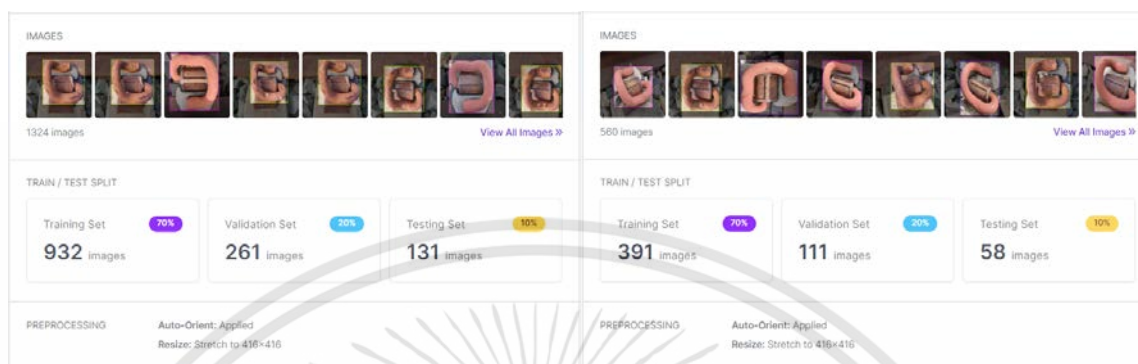 IMAGES
1324 images
View All Images »
TRAIN / TEST SPLIT
Training Set 70%
932 images
Validation Set 20%
261 images
Testing Set 10%
131 images
PREPROCESSING
Auto-Orient: Applied
Resize: Stretch to 416×416
IMAGES
560 images
View All Images »
TRAIN / TEST SPLIT
Training Set 70%
391 images
Validation Set 20%
111 images
Testing Set 10%
58 images
PREPROCESSING
Auto-Orient: Applied
Resize: Stretch to 416×416